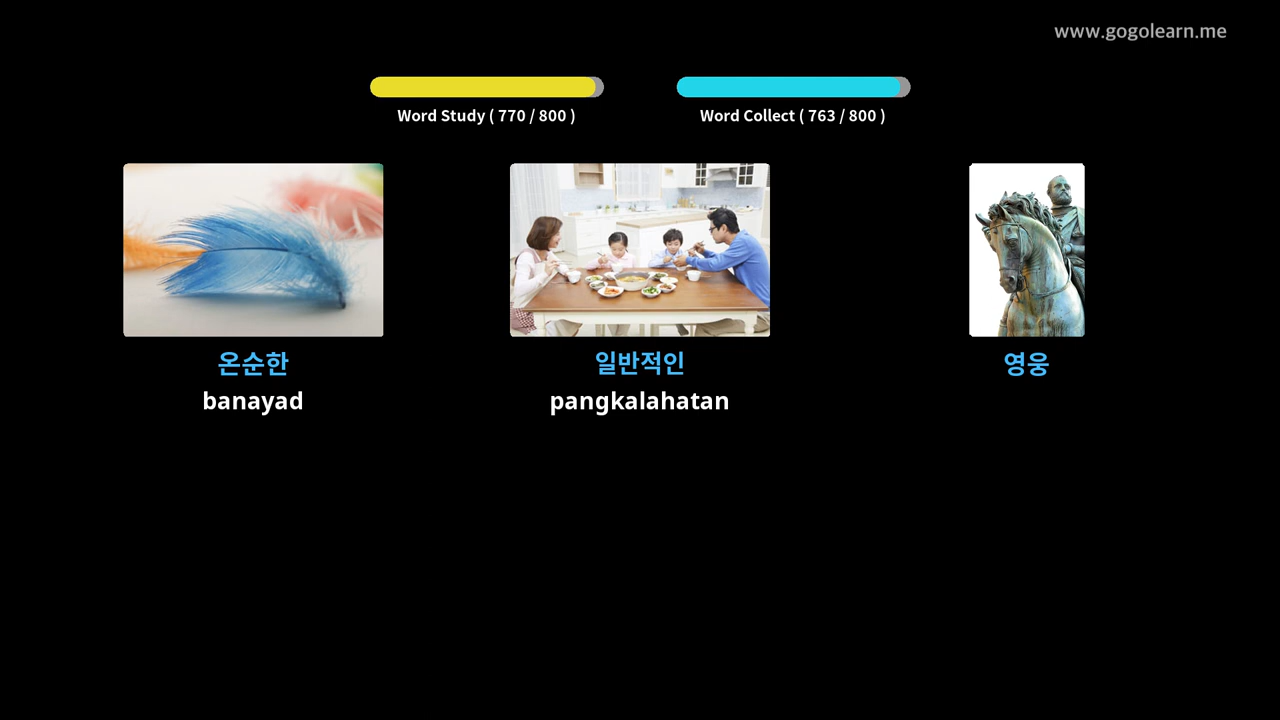 www.gogolearn.me
Word Study ( 770 / 800 )
Word Collect ( 763 / 800 )
온순한
일반적인
영웅
banayad
pangkalahatan